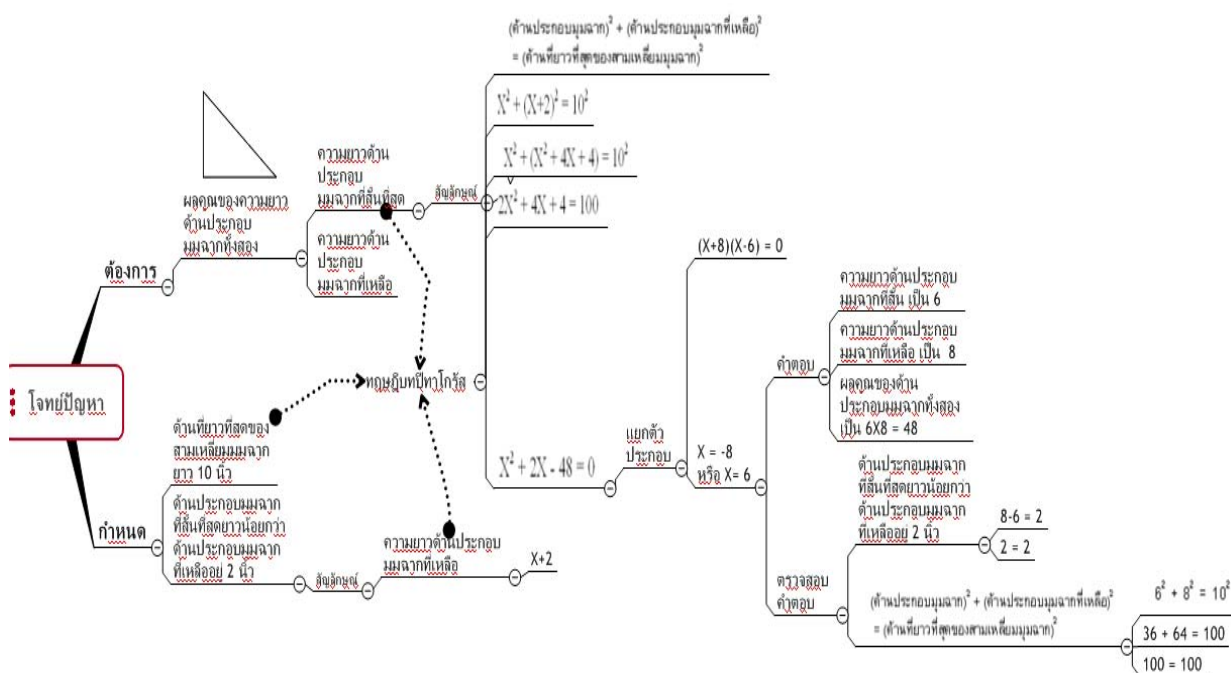 โจทย์ปัญหา
ต้องการ
ผลคูณของความยาว
ด้านประกอบ
มุมฉากทั้งสอง
ความยาวด้าน
ประกอบ
มุมฉากที่สั้นที่สุด
สัญลักษณ์
ความยาวด้าน
ประกอบ
มุมฉากที่เหลือ
กำหนด
ด้านที่ยาวที่สุดของ
สามเหลี่ยมมุมฉาก
ยาว 10 นิ้ว
ด้านประกอบมุมฉาก
ที่สั้นที่สุดยาวน้อยกว่า
ด้านประกอบมุมฉาก
ที่เหลืออยู่ 2 นิ้ว
สัญลักษณ์
ความยาวด้านประกอบ
มุมฉากที่เหลือ
X+2
ทฤษฎีบทปีทาโกรัส
(ด้านประกอบมุมฉาก)² + (ด้านประกอบมุมฉากที่เหลือ)²
= (ด้านที่ยาวที่สุดของสามเหลี่ยมมุมฉาก)²
X² + (X+2)² = 10²
X² + (X² + 4X + 4) = 10²
2X² + 4X + 4 = 100
X² + 2X - 48 = 0
แยกตัว
ประกอบ
(X+8)(X-6) = 0
X = -8
หรือ X= 6
คำตอบ
ความยาวด้านประกอบ
มุมฉากที่สั้น เป็น 6
ความยาวด้านประกอบ
มุมฉากที่เหลือ เป็น 8
ผลคูณของด้าน
ประกอบมุมฉากทั้งสอง
เป็น 6X8 = 48
ตรวจสอบ
คำตอบ
ด้านประกอบมุมฉาก
ที่สั้นที่สุดยาวน้อยกว่า
ด้านประกอบมุมฉาก
ที่เหลืออยู่ 2 นิ้ว
8-6 = 2
2 = 2
(ด้านประกอบมุมฉาก)² + (ด้านประกอบมุมฉากที่เหลือ)²
= (ด้านที่ยาวที่สุดของสามเหลี่ยมมุมฉาก)²
6² + 8² = 10²
36 + 64 = 100
100 = 100